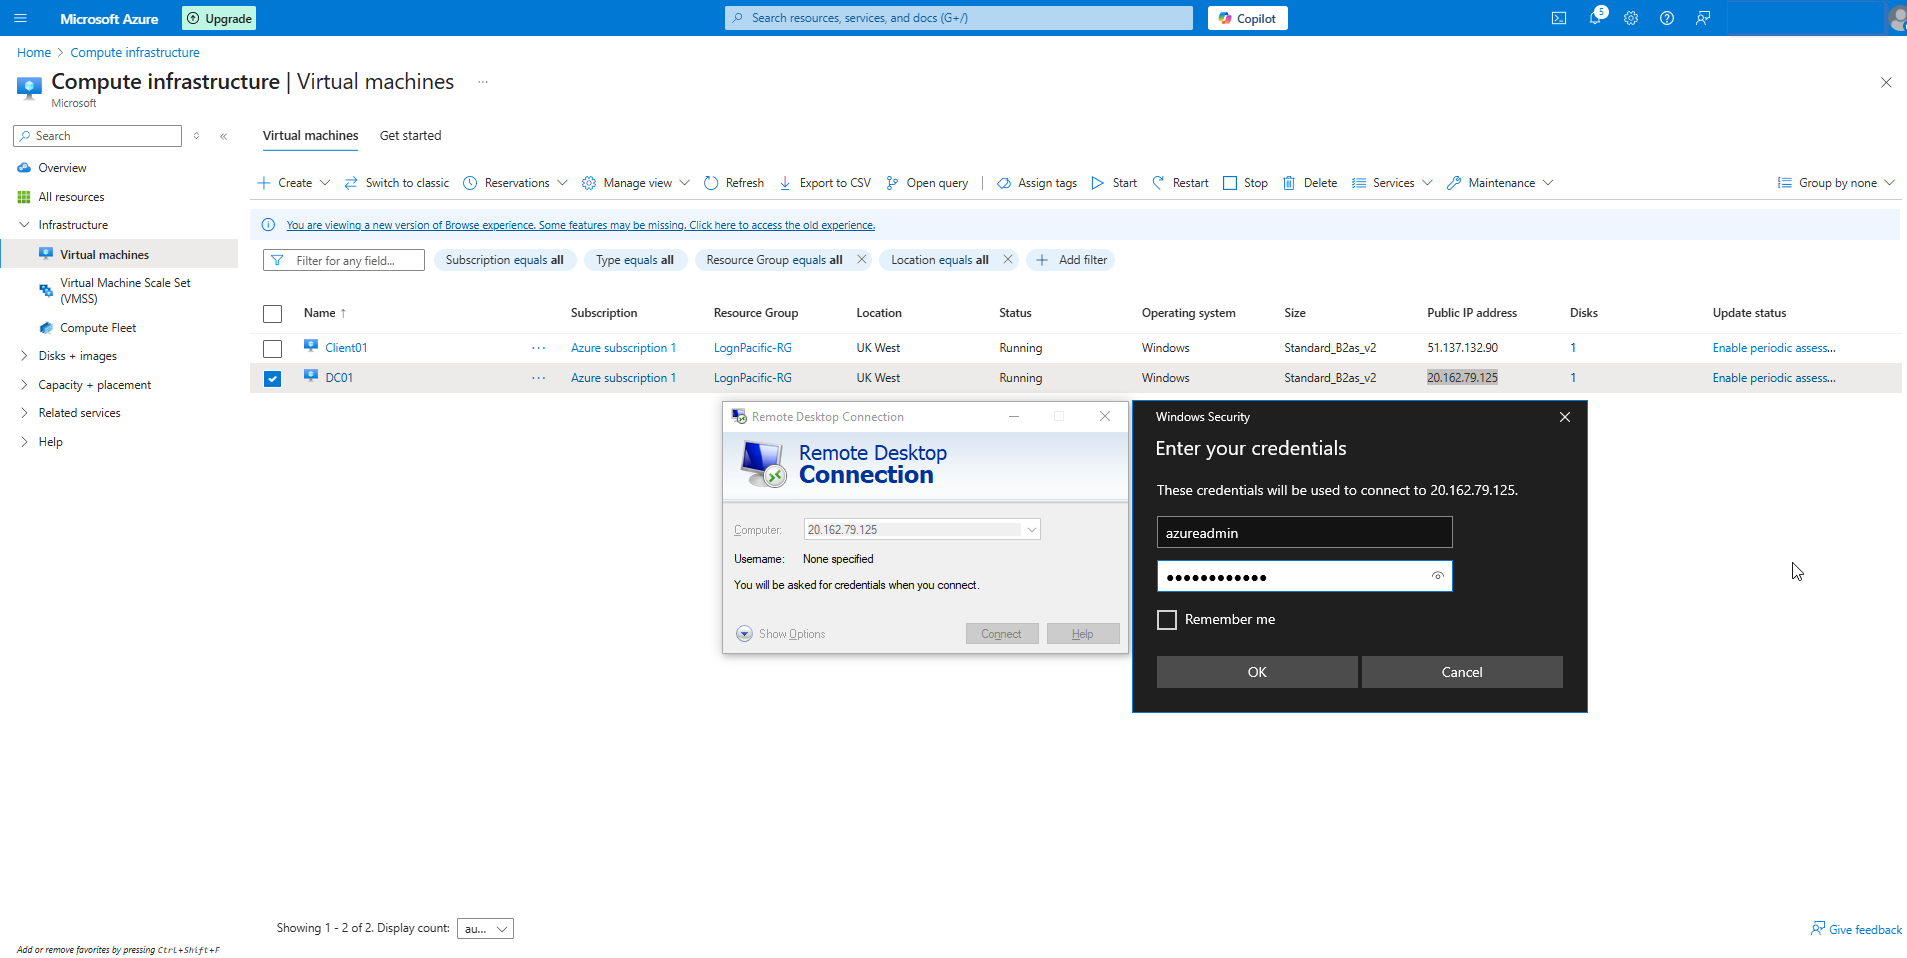 Microsoft Azure
Upgrade
Search resources, services, and docs (G+/)
Copilot
5
Home > Compute infrastructure
Compute infrastructure | Virtual machines
...
Microsoft
Search
Overview
All resources
Infrastructure
Virtual machines
Virtual Machine Scale Set
(VMSS)
Compute Fleet
Disks + images
Capacity + placement
Related services
Help
Virtual machines Get started
Create Switch to classic Reservations Manage view Refresh Export to CSV Open query | Assign tags Start Restart Stop Delete Services Maintenance Group by none
You are viewing a new version of Browse experience. Some features may be missing. Click here to access the old experience.
Filter for any field... Subscription equals all Type equals all Resource Group equals all Location equals all Add filter
Name ↑ Subscription Resource Group Location Status Operating system Size Public IP address Disks Update status
Client01 ... Azure subscription 1 LognPacific-RG UK West Running Windows Standard_B2as_v2 51.137.132.90 1 Enable periodic assess...
DC01 ... Azure subscription 1 LognPacific-RG UK West Running Windows Standard_B2as_v2 20.162.79.125 1 Enable periodic assess...
Remote Desktop Connection
Remote Desktop
Connection
Computer: 20.162.79.125
Username: None specified
You will be asked for credentials when you connect.
Show Options Connect Help
Windows Security
Enter your credentials
These credentials will be used to connect to 20.162.79.125.
azureadmin
●●●●●●●●●●●●
Remember me
OK Cancel
Showing 1 - 2 of 2. Display count: au...
Give feedback
Add or remove favorites by pressing Ctrl+Shift+F